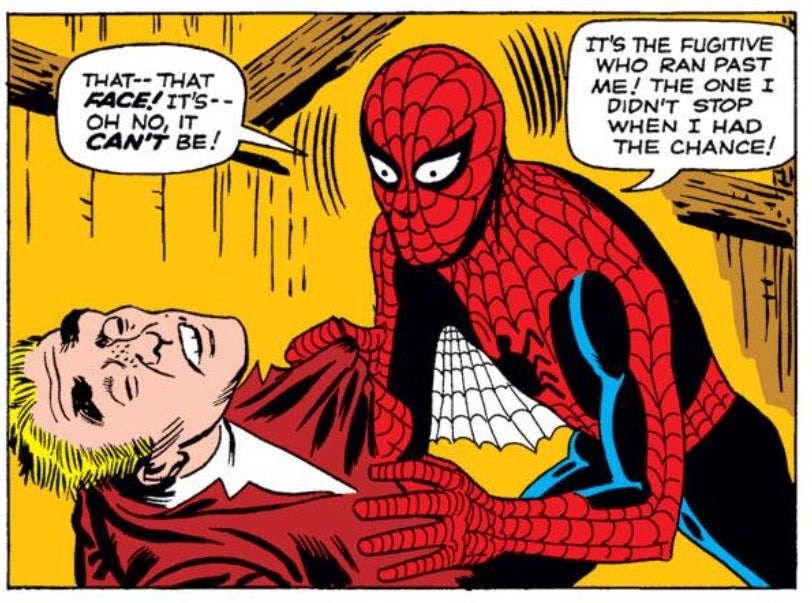 THAT-- THAT
FACE! IT'S--
OH NO, IT
CAN'T BE!
IT'S THE FUGITIVE
WHO RAN PAST
ME! THE ONE I
DIDN'T STOP
WHEN I HAD
THE CHANCE!